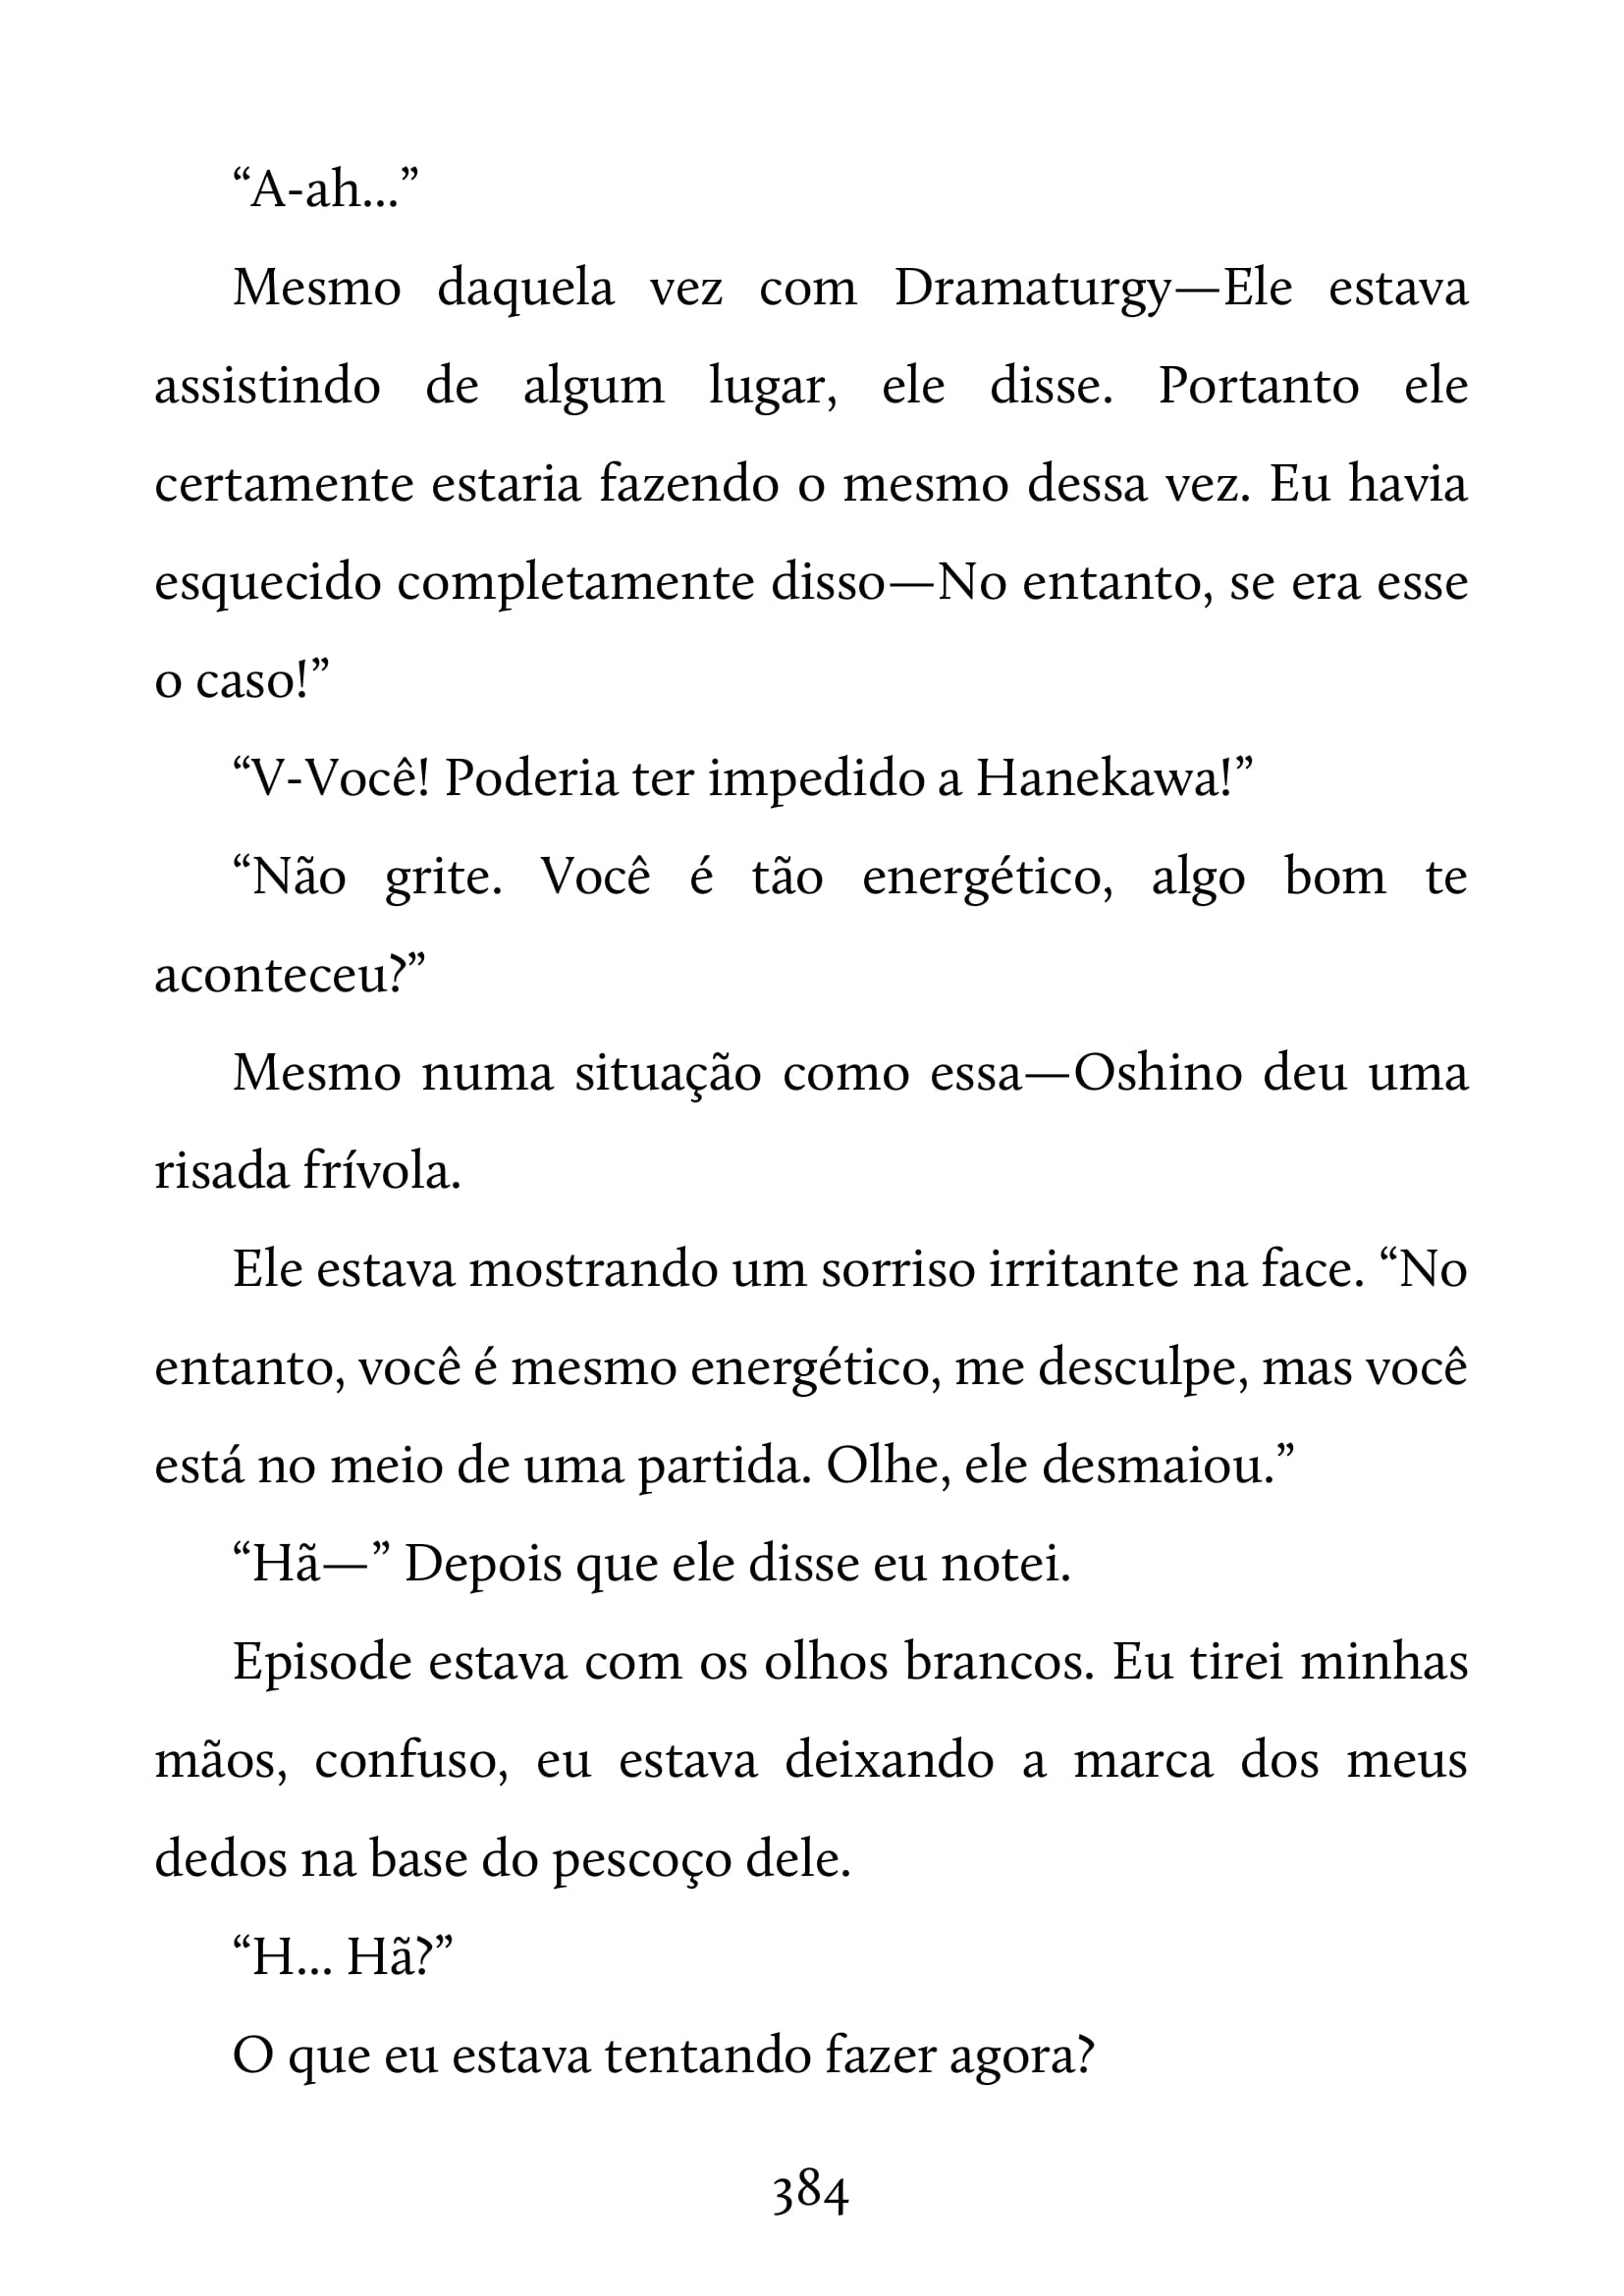 “A-ah...”
Mesmo daquela vez com Dramaturgy—Ele estava
assistindo de algum lugar, ele disse. Portanto ele
certamente estaria fazendo o mesmo dessa vez. Eu havia
esquecido completamente disso—No entanto, se era esse
o caso!”
“V-Você! Poderia ter impedido a Hanekawa!”
“Não grite. Você é tão energético, algo bom te
aconteceu?”
Mesmo numa situação como essa—Oshino deu uma
risada frívola.
Ele estava mostrando um sorriso irritante na face. “No
entanto, você é mesmo energético, me desculpe, mas você
está no meio de uma partida. Olhe, ele desmaiou.”
“Hã—” Depois que ele disse eu notei.
Episode estava com os olhos brancos. Eu tirei minhas
mãos, confuso, eu estava deixando a marca dos meus
dedos na base do pescoço dele.
“H... Hã?”
O que eu estava tentando fazer agora?
384